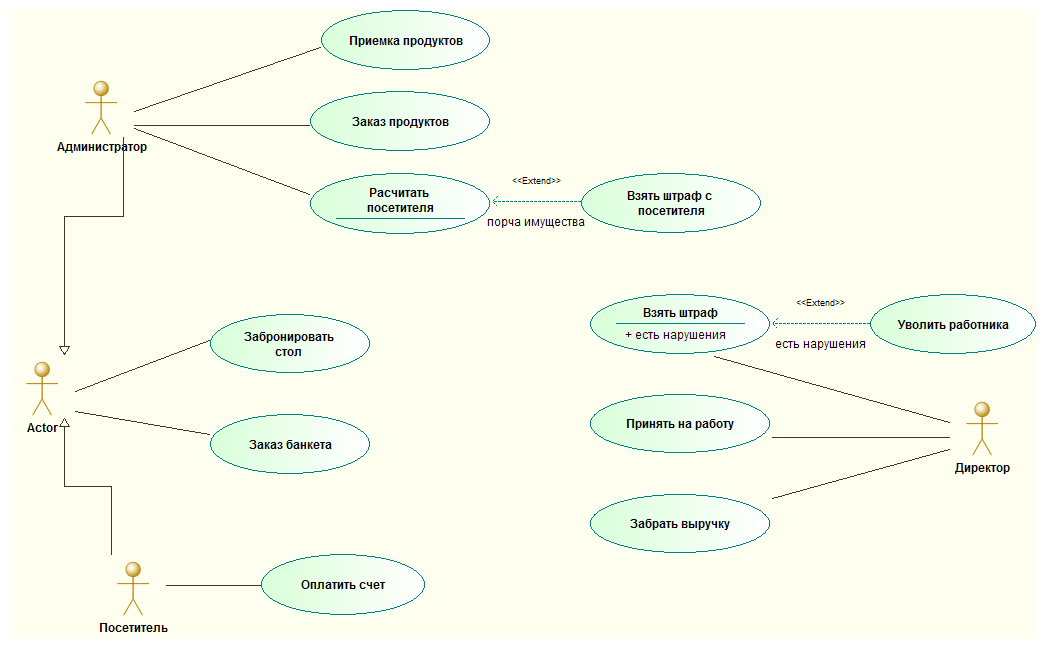 Приемка продуктов
Администратор
Заказ продуктов
Расчитать
посетителя
<<Extend>>
порча имущества
Взять штраф с
посетителя
Взять штраф
+ есть нарушения
<<Extend>>
есть нарушения
Уволить работника
Забронировать
стол
Actor
Заказ банкета
Принять на работу
Директор
Забрать выручку
Оплатить счет
Посетитель